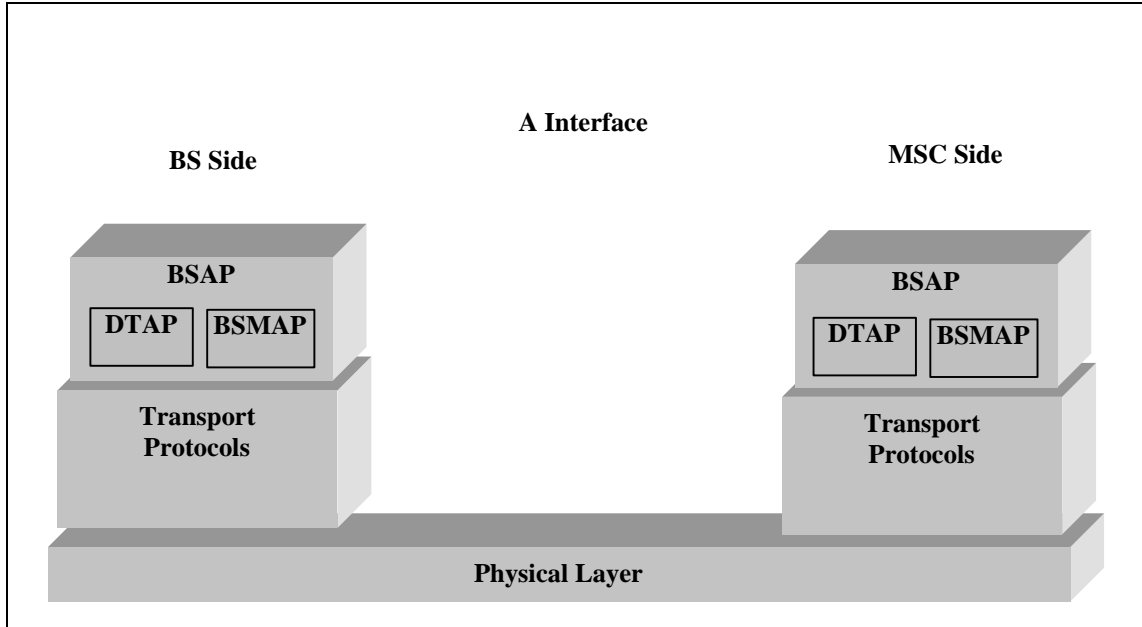 A Interface
BS Side
MSC Side
BSAP
DTAP
BSMAP
Transport
Protocols
BSAP
DTAP
BSMAP
Transport
Protocols
Physical Layer